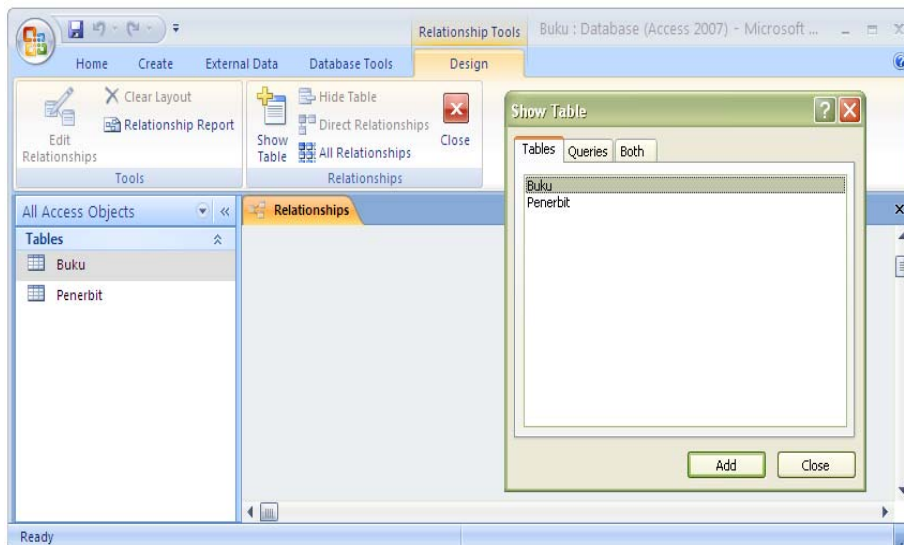 Relationship Tools
Buku : Database (Access 2007) - Microsoft ...
Home
Create
External Data
Database Tools
Design
Edit
Relationships
Clear Layout
Relationship Report
Tools
Show
Table
Hide Table
Direct Relationships
All Relationships
Close
Relationships
Show Table
Tables
Queries
Both
Buku
Penerbit
Add
Close
All Access Objects
Tables
Buku
Penerbit
Relationships
Ready